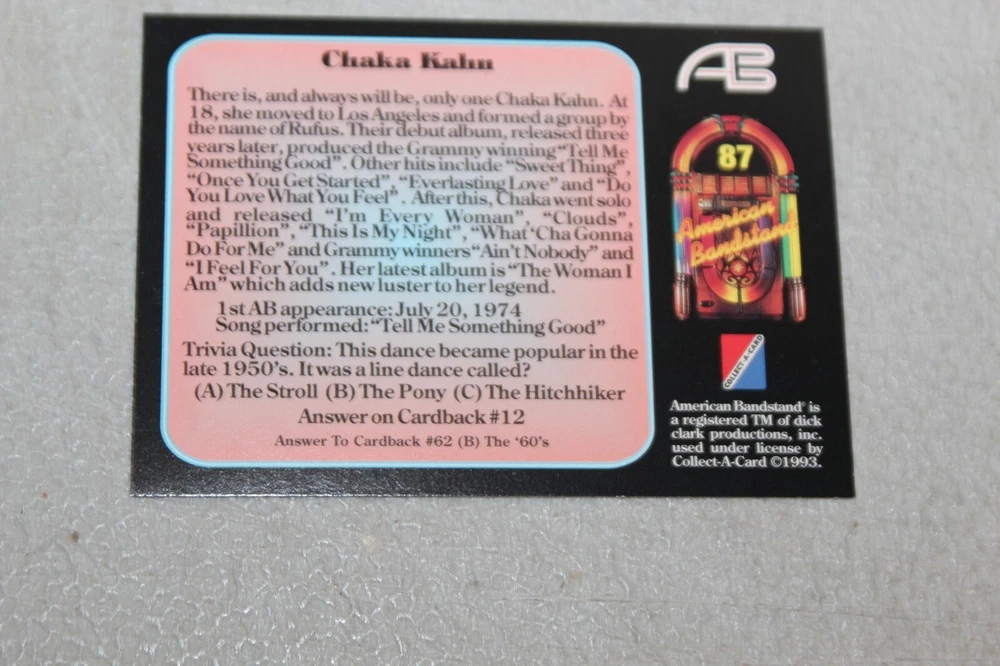 Chaka Kahn
There is, and always will be, only one Chaka Kahn. At
18, she moved to Los Angeles and formed a group by
the name of Rufus. Their debut album, released three
years later, produced the Grammy winning "Tell Me
Something Good". Other hits include "Sweet Thing",
"Once You Get Started", "Everlasting Love" and "Do
You Love What You Feel". After this, Chaka went solo
and released "I'm Every Woman", "Clouds",
"Papillion", "This Is My Night", "What 'Cha Gonna
Do For Me" and Grammy winners "Ain't Nobody" and
"I Feel For You". Her latest album is "The Woman I
Am" which adds new luster to her legend.
1st AB appearance: July 20, 1974
Song performed: "Tell Me Something Good"
Trivia Question: This dance became popular in the
late 1950's. It was a line dance called?
(A) The Stroll (B) The Pony (C) The Hitchhiker
Answer on Cardback #12
Answer To Cardback #62 (B) The '60's
AB
87
American
Bandstand
COLLECT-A-CARD
American Bandstand® is
a registered TM of dick
clark productions, inc.
used under license by
Collect-A-Card ©1993.